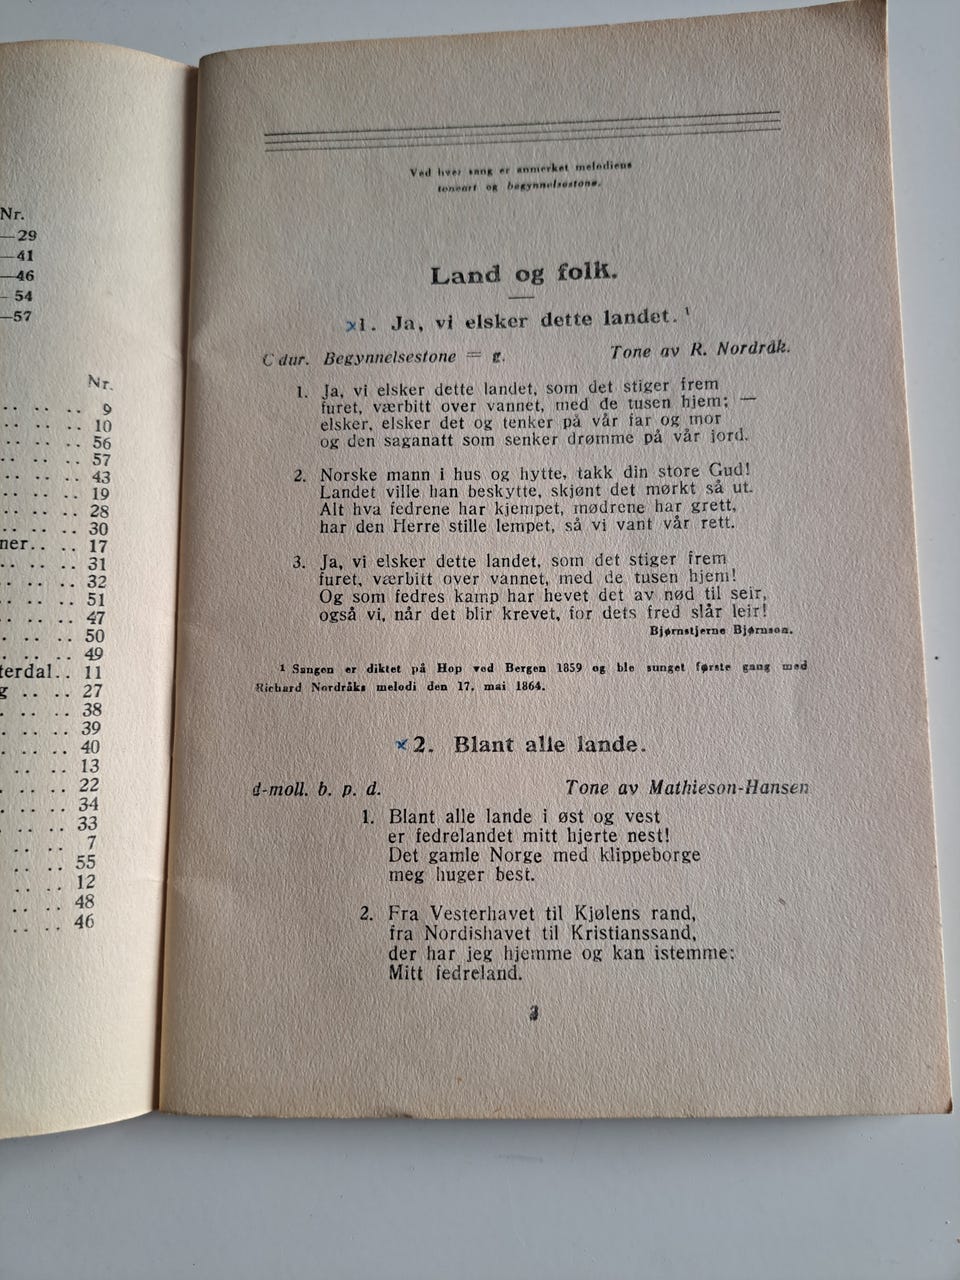 Nr.
—29
—41
—46
- 54
—57
Nr.
.. .. .. 9
.. .. .. 10
.. .. .. 56
.. .. .. 57
.. .. .. 43
.. .. .. 19
.. .. .. 28
.. .. .. 30
ner.. .. 17
.. .. .. 31
.. .. .. 32
.. .. .. 51
.. .. .. 47
. .. .. 50
. .. .. 49
terdal.. 11
g .. .. 27
. .. .. 38
. .. .. 39
. .. .. 40
.. .. 13
. .. .. 22
. .. .. 34
. .. .. 33
.. .. 7
.. .. 55
.. .. 12
.. .. 48
.. .. 46
Ved hver sang er anmerket melodiens
toneart og begynnelsestone.
Land og folk.
x1. Ja, vi elsker dette landet. ¹
C dur. Begynnelsestone = g. Tone av R. Nordråk.
1. Ja, vi elsker dette landet, som det stiger frem
furet, værbitt over vannet, med de tusen hjem; —
elsker, elsker det og tenker på vår far og mor
og den saganatt som senker drømme på vår jord.
2. Norske mann i hus og hytte, takk din store Gud!
Landet ville han beskytte, skjønt det mørkt så ut.
Alt hva fedrene har kjempet, mødrene har grett,
har den Herre stille lempet, så vi vant vår rett.
3. Ja, vi elsker dette landet, som det stiger frem
furet, værbitt over vannet, med de tusen hjem!
Og som fedres kamp har hevet det av nød til seir,
også vi, når det blir krevet, for dets fred slår leir!
Bjørnstjerne Bjørnson.
¹ Sangen er diktet på Hop ved Bergen 1859 og ble sunget første gang med
Richard Nordråks melodi den 17. mai 1864.
x2. Blant alle lande.
d-moll. b. p. d. Tone av Mathieson-Hansen
1. Blant alle lande i øst og vest
er fedrelandet mitt hjerte nest!
Det gamle Norge med klippeborge
meg huger best.
2. Fra Vesterhavet til Kjølens rand,
fra Nordishavet til Kristianssand,
der har jeg hjemme og kan istemme:
Mitt fedreland.
3